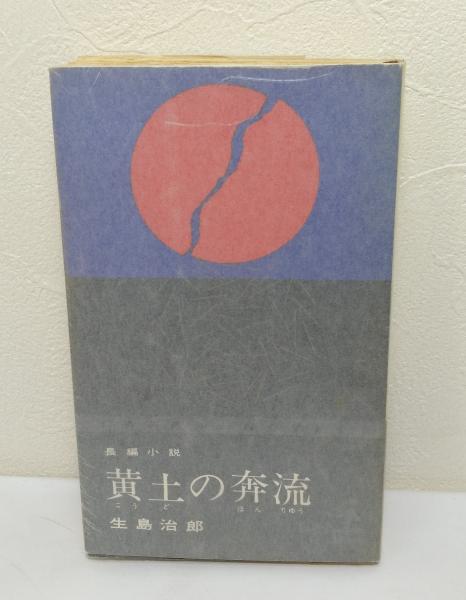 長編小説
黄土の奔流
こうど ほんりゅう
生島治郎